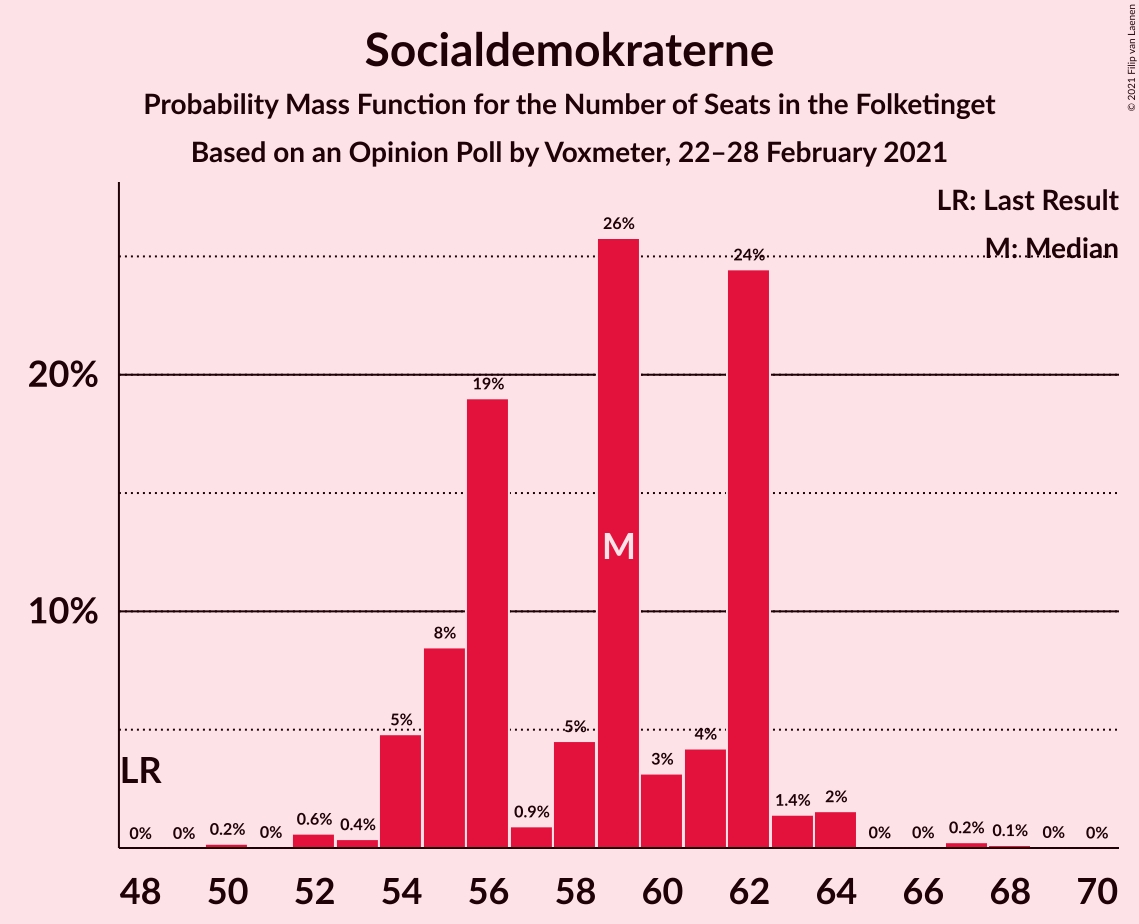 Socialdemokraterne
Probability Mass Function for the Number of Seats in the Folketinget
Based on an Opinion Poll by Voxmeter, 22–28 February 2021
© 2021 Filip van Laenen
LR: Last Result
M: Median
26%
24%
20%
19%
M
10%
8%
5%
5%
4%
3%
LR
0%
0%
0.2%
0%
0.6%
0.4%
0.9%
1.4%
2%
0%
0%
0.2%
0.1%
0%
0%
48 50 52 54 56 58 60 62 64 66 68 70